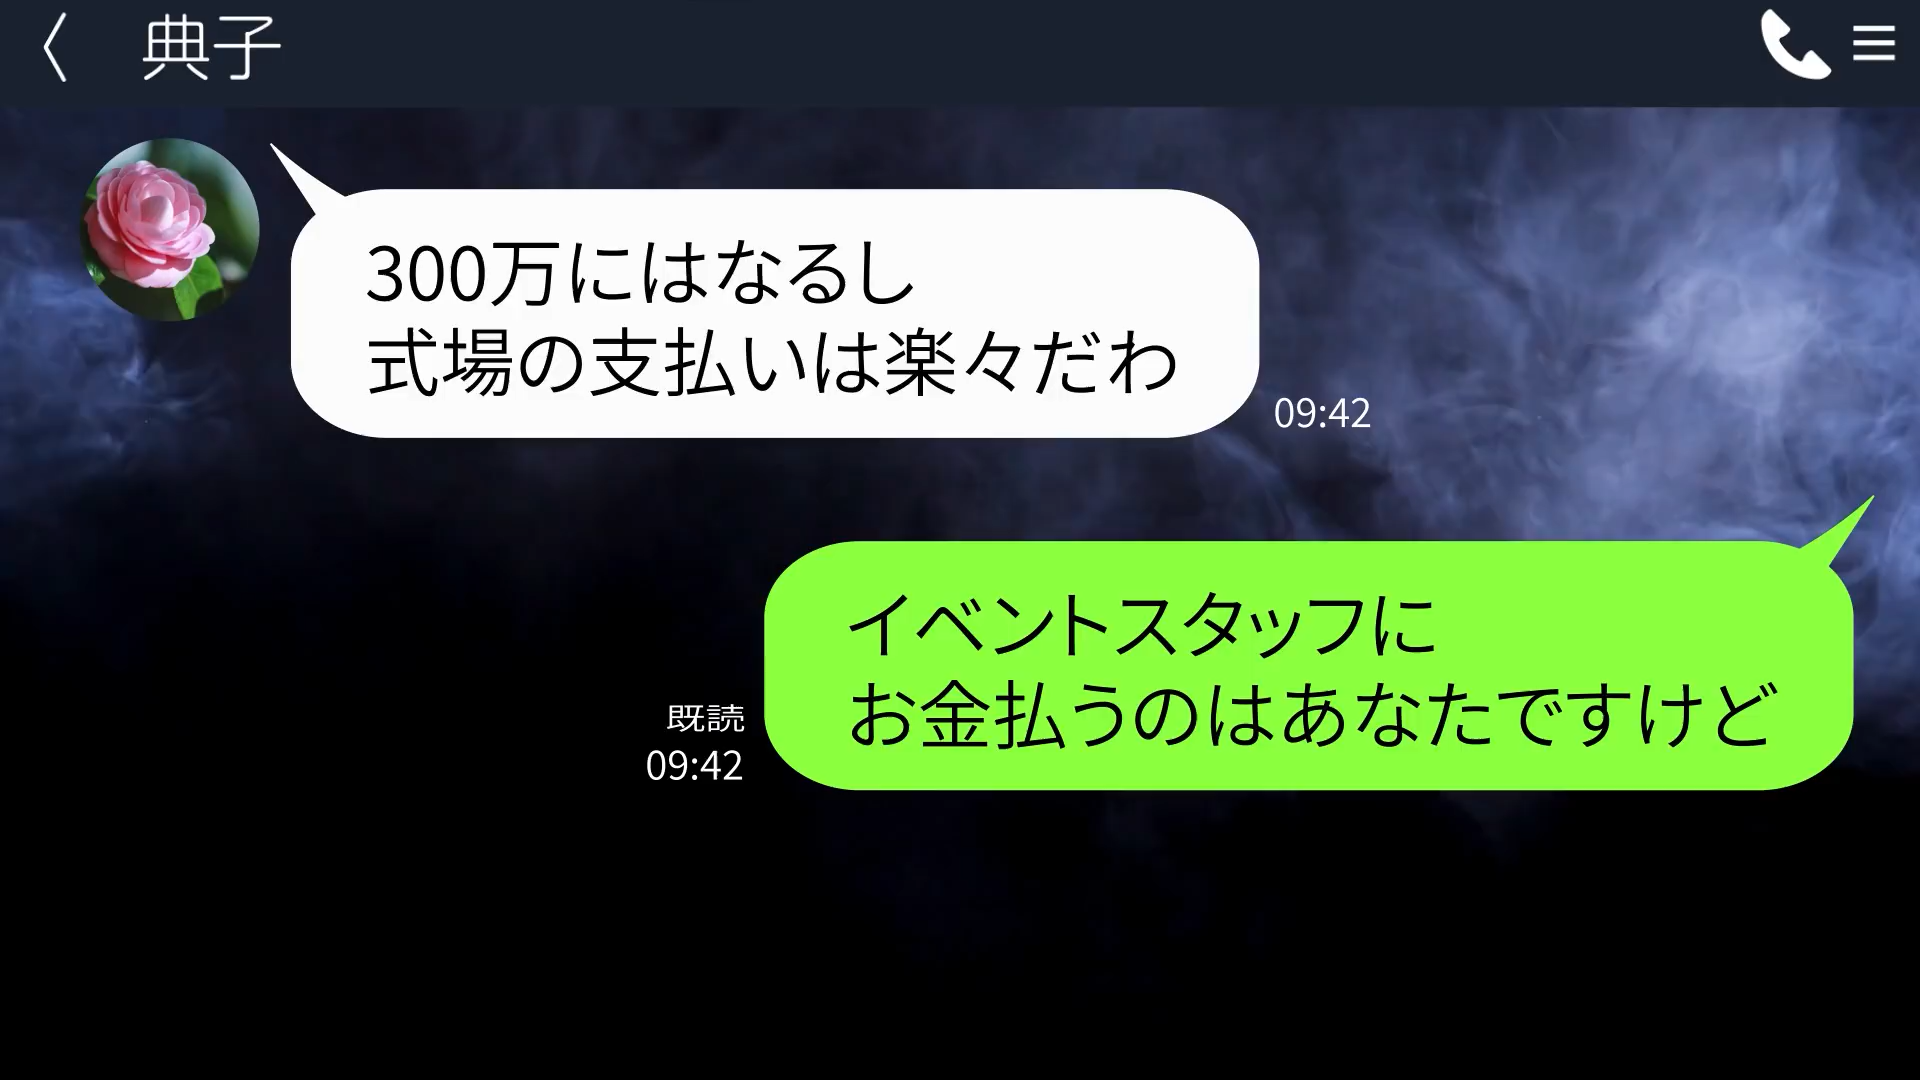 典子
300万にはなるし
式場の支払いは楽々だわ
09:42
イベントスタッフに
お金払うのはあなたですけど
既読
09:42